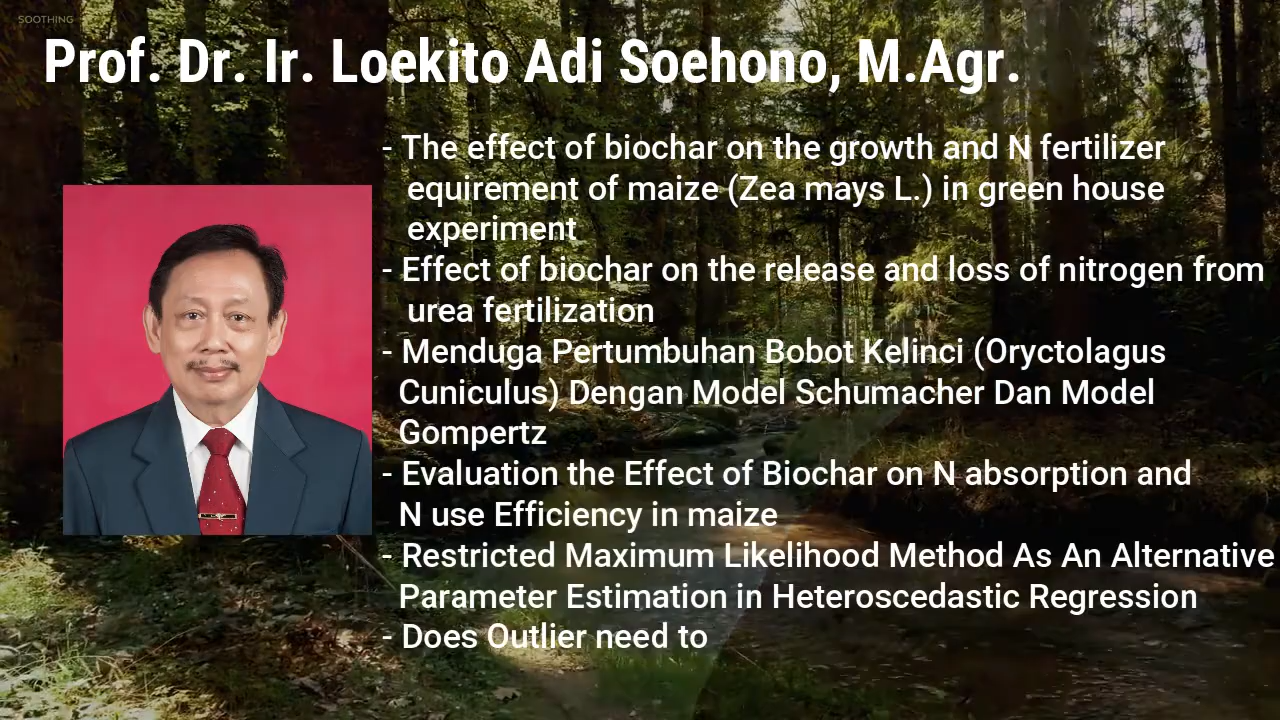 SOOTHING
Prof. Dr. Ir. Loekito Adi Soehono, M.Agr.
- The effect of biochar on the growth and N fertilizer
equirement of maize (Zea mays L.) in green house
experiment
- Effect of biochar on the release and loss of nitrogen from
urea fertilization
- Menduga Pertumbuhan Bobot Kelinci (Oryctolagus
Cuniculus) Dengan Model Schumacher Dan Model
Gompertz
- Evaluation the Effect of Biochar on N absorption and
N use Efficiency in maize
- Restricted Maximum Likelihood Method As An Alternative
Parameter Estimation in Heteroscedastic Regression
- Does Outlier need to